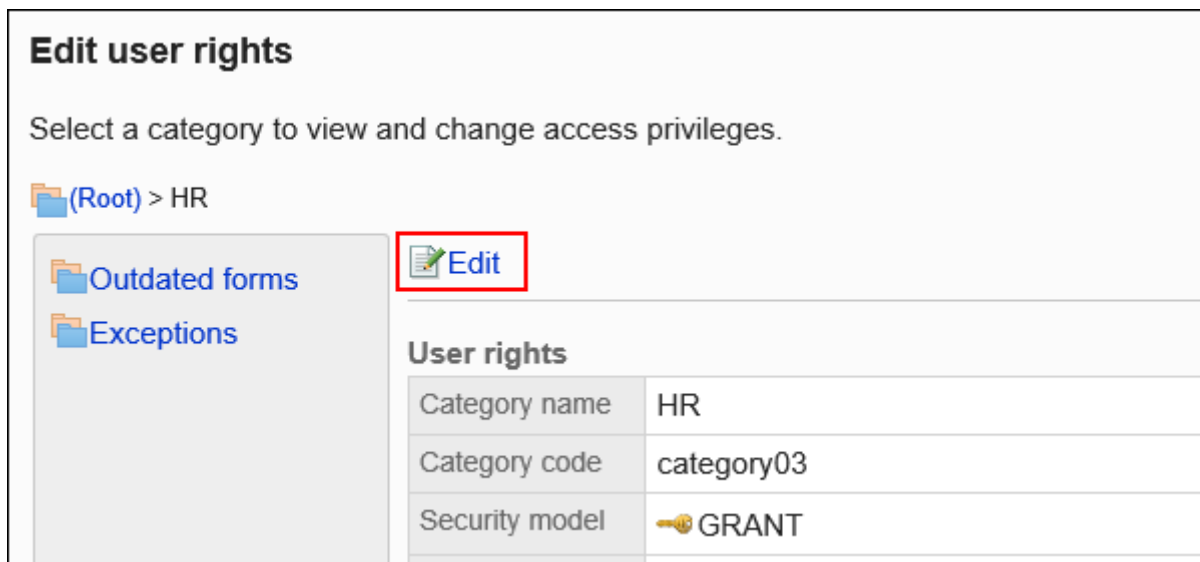 Edit user rights
Select a category to view and change access privileges.
(Root) > HR
Outdated forms
Exceptions
Edit
User rights
Category name HR
Category code category03
Security model GRANT